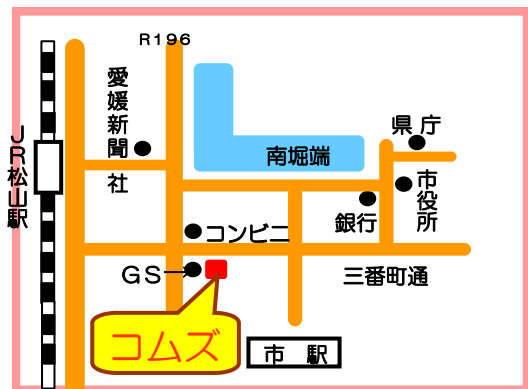 R196
愛媛新聞社
県庁
JR松山駅
南堀端
市役所
銀行
コンビニ
GS
三番町通
コムズ
市駅